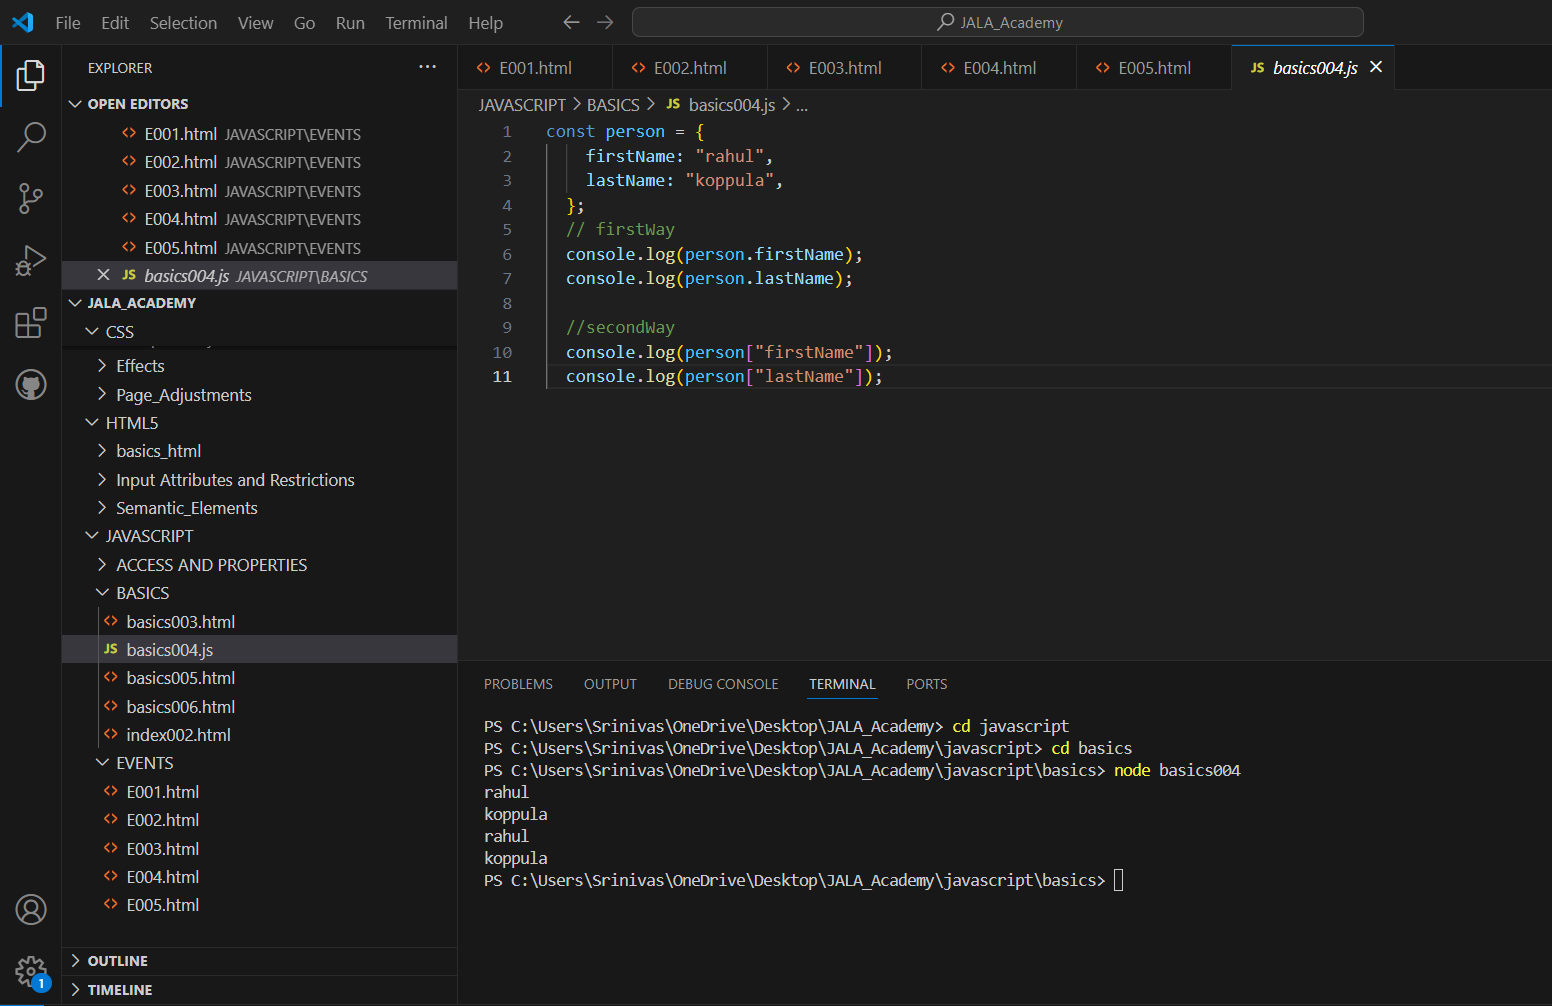 File Edit Selection View Go Run Terminal Help
JALA_Academy
EXPLORER
OPEN EDITORS
E001.html JAVASCRIPT\EVENTS
E002.html JAVASCRIPT\EVENTS
E003.html JAVASCRIPT\EVENTS
E004.html JAVASCRIPT\EVENTS
E005.html JAVASCRIPT\EVENTS
JS basics004.js JAVASCRIPT\BASICS
JALA_ACADEMY
CSS
Effects
Page_Adjustments
HTML5
basics_html
Input Attributes and Restrictions
Semantic_Elements
JAVASCRIPT
ACCESS AND PROPERTIES
BASICS
basics003.html
JS basics004.js
basics005.html
basics006.html
index002.html
EVENTS
E001.html
E002.html
E003.html
E004.html
E005.html
OUTLINE
TIMELINE
1
E001.html E002.html E003.html E004.html E005.html JS basics004.js
JAVASCRIPT > BASICS > JS basics004.js > ...
1 const person = {
2 firstName: "rahul",
3 lastName: "koppula",
4 };
5 // firstWay
6 console.log(person.firstName);
7 console.log(person.lastName);
8
9 //secondWay
10 console.log(person["firstName"]);
11 console.log(person["lastName"]);
PROBLEMS OUTPUT DEBUG CONSOLE TERMINAL PORTS
PS C:\Users\Srinivas\OneDrive\Desktop\JALA_Academy> cd javascript
PS C:\Users\Srinivas\OneDrive\Desktop\JALA_Academy\javascript> cd basics
PS C:\Users\Srinivas\OneDrive\Desktop\JALA_Academy\javascript\basics> node basics004
rahul
koppula
rahul
koppula
PS C:\Users\Srinivas\OneDrive\Desktop\JALA_Academy\javascript\basics>